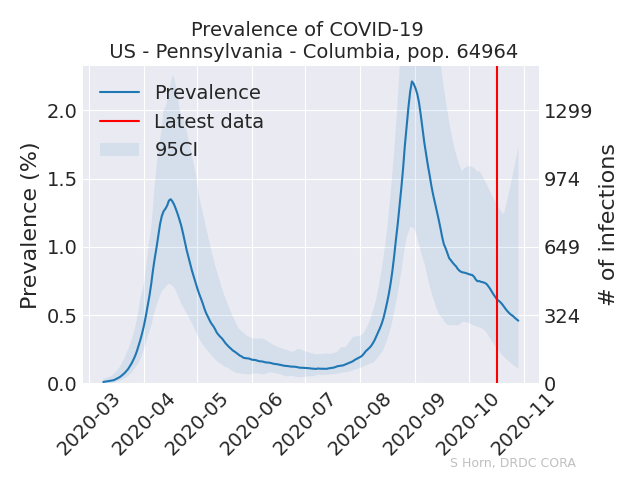 Prevalence of COVID-19
US - Pennsylvania - Columbia, pop. 64964
Prevalence
Latest data
95CI
Prevalence (%)
2.0
1.5
1.0
0.5
0.0
1299
974
649
324
0
# of infections
2020-03
2020-04
2020-05
2020-06
2020-07
2020-08
2020-09
2020-10
2020-11
S Horn, DRDC CORA